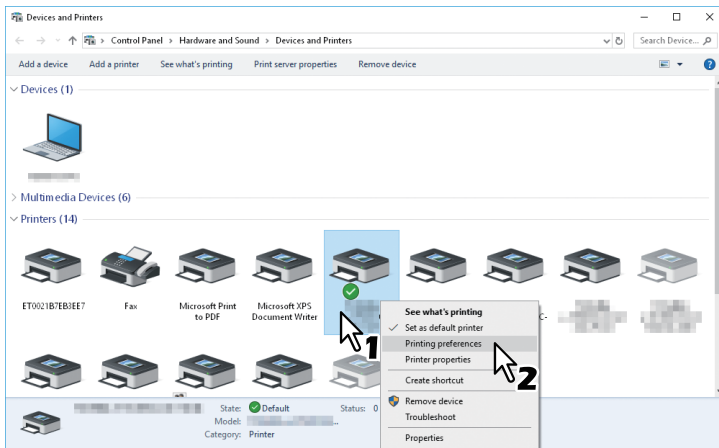 Devices and Printers
Control Panel > Hardware and Sound > Devices and Printers
Search Device...
Add a device Add a printer See what's printing Print server properties Remove device
Devices (1)
Multimedia Devices (6)
Printers (14)
ET0021B7EB3EE7 Fax Microsoft Print to PDF Microsoft XPS Document Writer
C-
1
See what's printing
Set as default printer
Printing preferences
2
Printer properties
Create shortcut
Remove device
Troubleshoot
Properties
State: Default Status: 0
Model: ...
Category: Printer